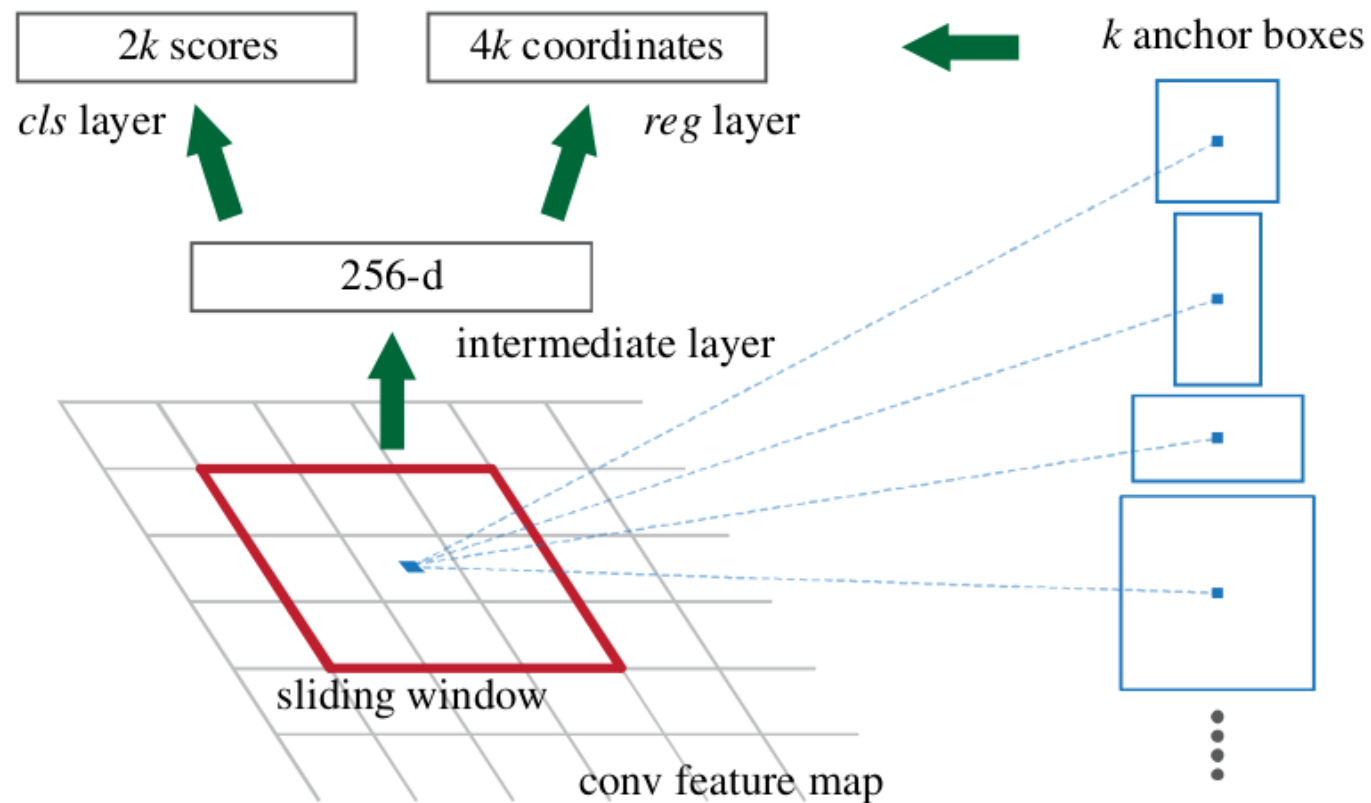 2k scores
4k coordinates
k anchor boxes
cls layer
reg layer
256-d
intermediate layer
sliding window
conv feature map